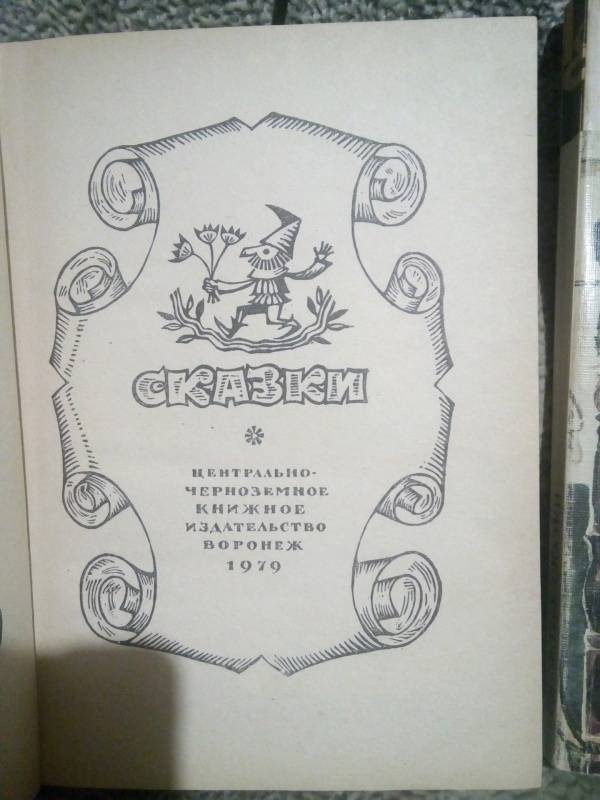 СКАЗКИ
ЦЕНТРАЛЬНО-
ЧЕРНОЗЕМНОЕ
КНИЖНОЕ
ИЗДАТЕЛЬСТВО
ВОРОНЕЖ
1979